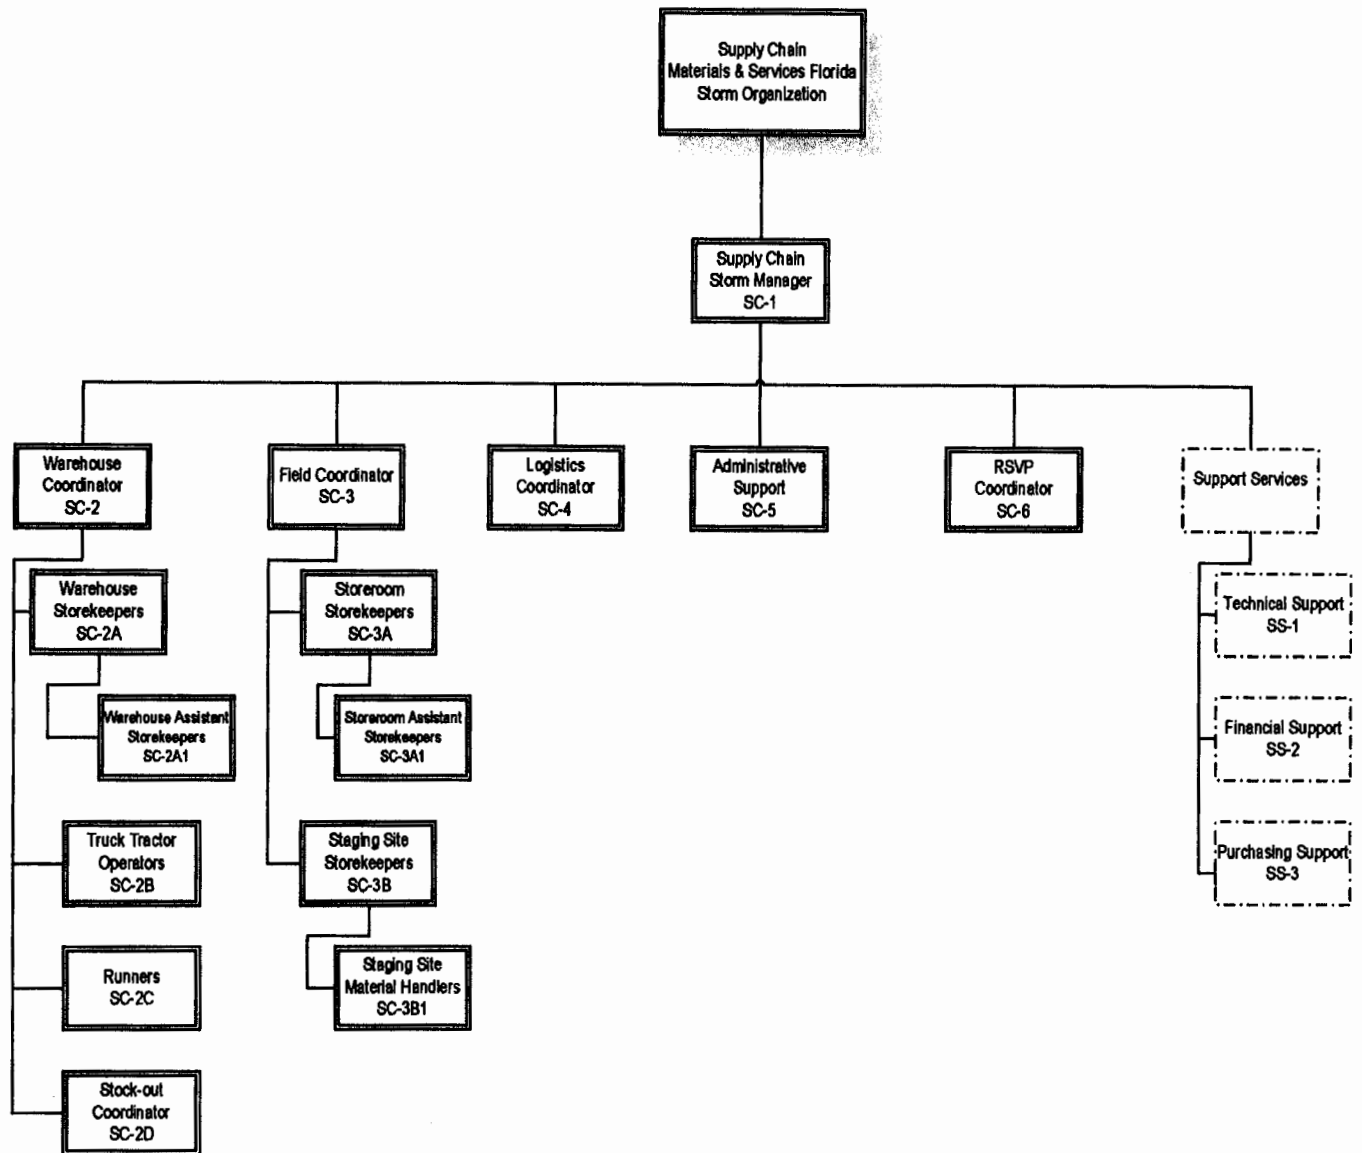 Supply Chain
Materials & Services Florida
Storm Organization
Supply Chain
Storm Manager
SC-1
Warehouse
Coordinator
SC-2
Field Coordinator
SC-3
Logistics
Coordinator
SC-4
Administrative
Support
SC-5
RSVP
Coordinator
SC-6
Support Services
Warehouse
Storekeepers
SC-2A
Storeroom
Storekeepers
SC-3A
Technical Support
SS-1
Warehouse Assistant
Storekeepers
SC-2A1
Storeroom Assistant
Storekeepers
SC-3A1
Financial Support
SS-2
Truck Tractor
Operators
SC-2B
Staging Site
Storekeepers
SC-3B
Purchasing Support
SS-3
Runners
SC-2C
Staging Site
Material Handlers
SC-3B1
Stock-out
Coordinator
SC-2D